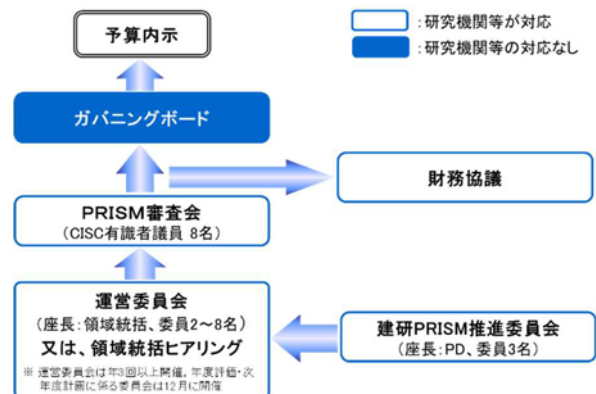 予算内示
：研究機関等が対応
：研究機関等の対応なし
ガバニングボード
財務協議
PRISM審査会
（CISC有識者議員 8名）
運営委員会
（座長：領域統括、委員2～8名）
又は、領域統括ヒアリング
※ 運営委員会は年3回以上開催。年度評価・次
年度計画に係る委員会は12月に開催
建研PRISM推進委員会
（座長：PD、委員3名）